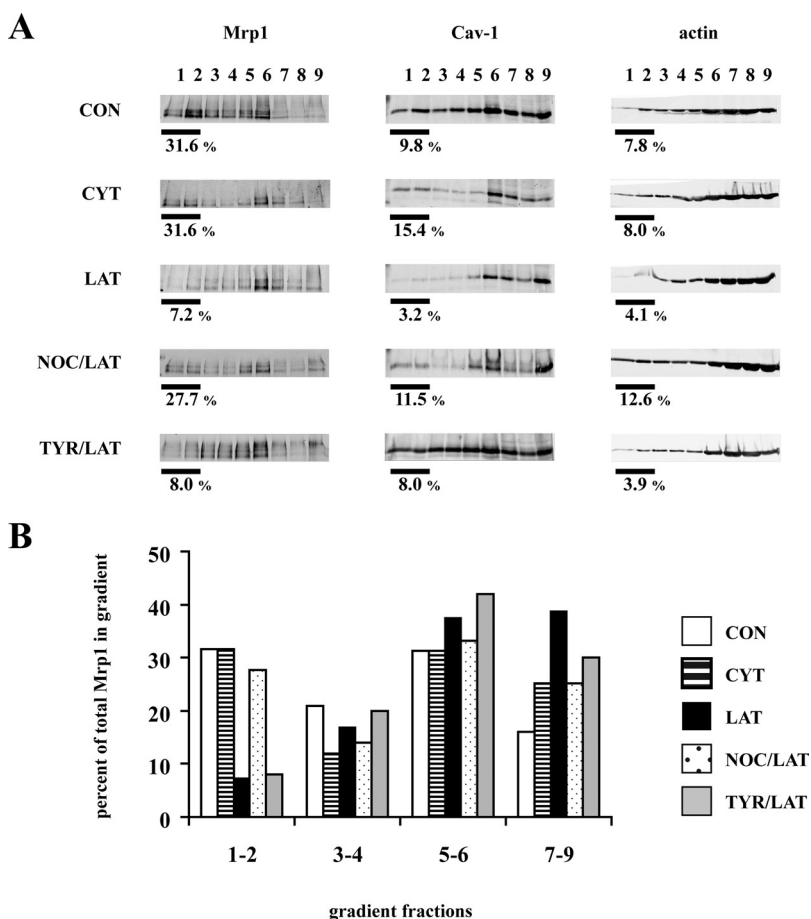 A
Mrp1 Cav-1 actin
1 2 3 4 5 6 7 8 9 1 2 3 4 5 6 7 8 9 1 2 3 4 5 6 7 8 9
CON
31.6 % 9.8 % 7.8 %
CYT
31.6 % 15.4 % 8.0 %
LAT
7.2 % 3.2 % 4.1 %
NOC/LAT
27.7 % 11.5 % 12.6 %
TYR/LAT
8.0 % 8.0 % 3.9 %
B
percent of total Mrp1 in gradient
50
40
30
20
10
0
1-2 3-4 5-6 7-9
gradient fractions
CON
CYT
LAT
NOC/LAT
TYR/LAT